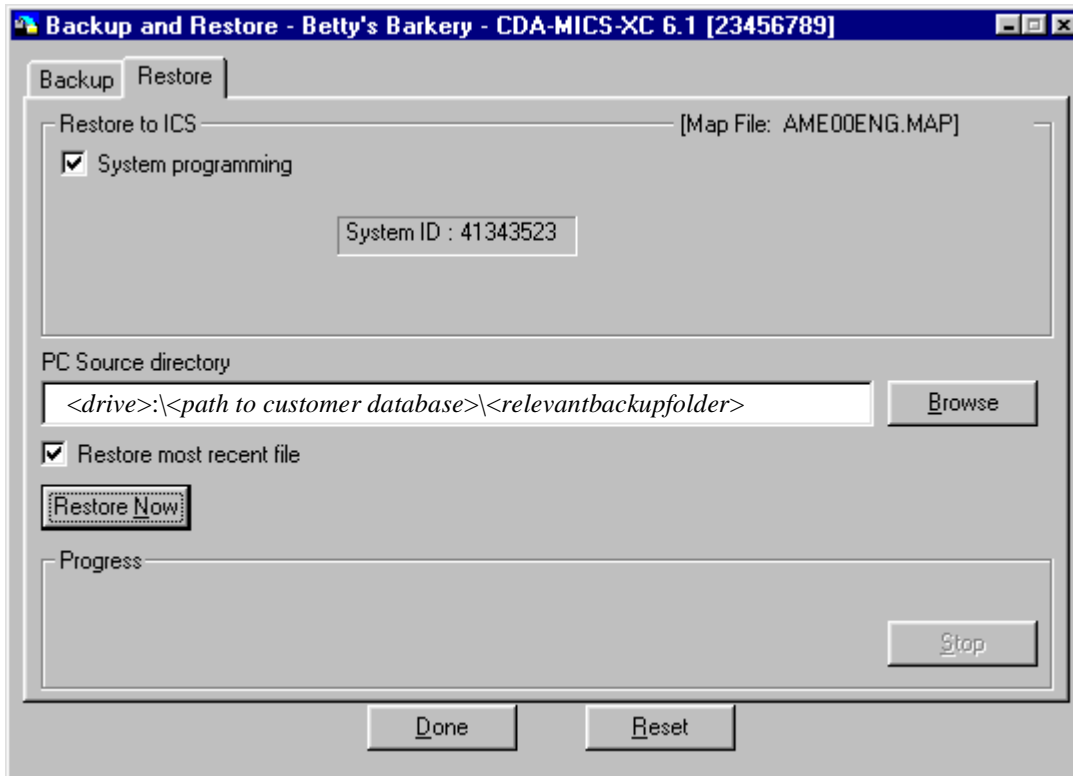 Backup and Restore - Betty's Barkery - CDA-MICS-XC 6.1 [23456789]
Backup
Restore
Restore to ICS
[Map File: AME00ENG.MAP]
System programming
System ID : 41343523
PC Source directory
<drive>:\<path to customer database>\<relevantbackupfolder>
Browse
Restore most recent file
Restore Now
Progress
Stop
Done
Reset